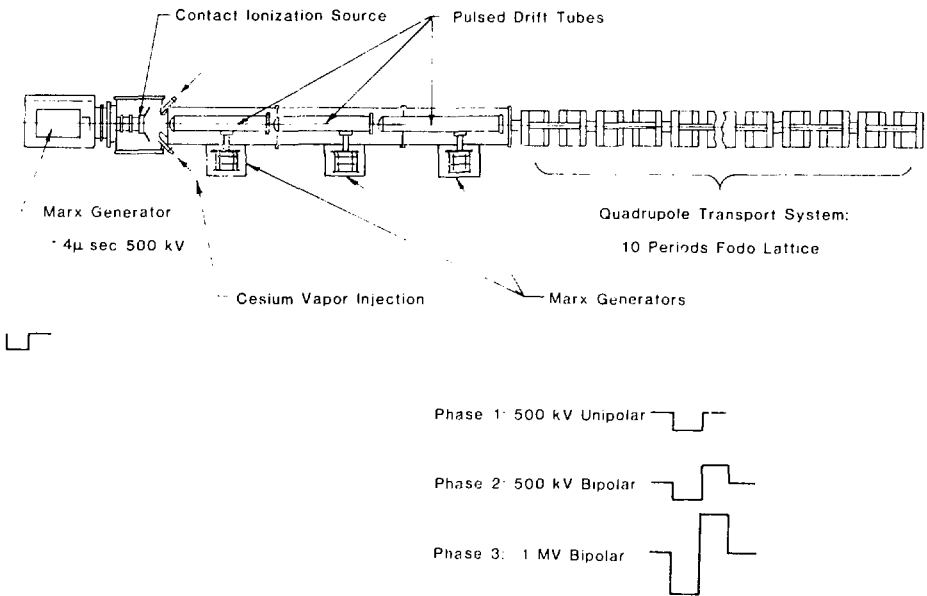 Contact Ionization Source
Pulsed Drift Tubes
Marx Generator
- 4μ sec 500 kV
Quadrupole Transport System:
10 Periods Fodo Lattice
Cesium Vapor Injection
Marx Generators
Phase 1: 500 kV Unipolar
Phase 2: 500 kV Bipolar
Phase 3: 1 MV Bipolar